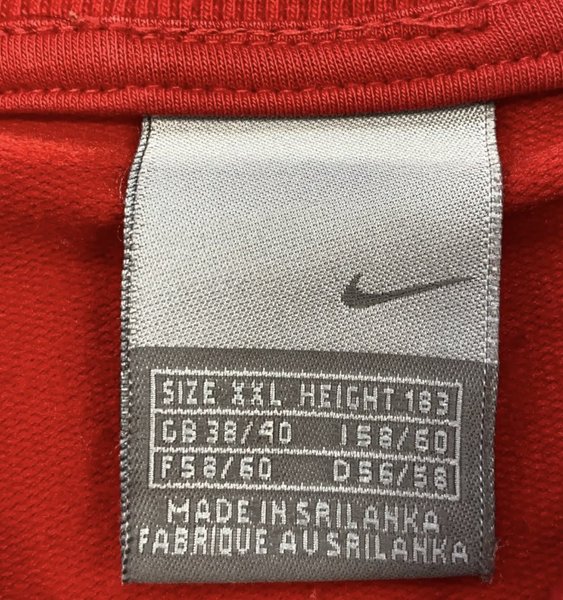 SIZE XXL HEIGHT 183
GB 38/40 I 58/60
F 58/60 D 56/58
MADE IN SRI LANKA
FABRIQUE AU SRI LANKA